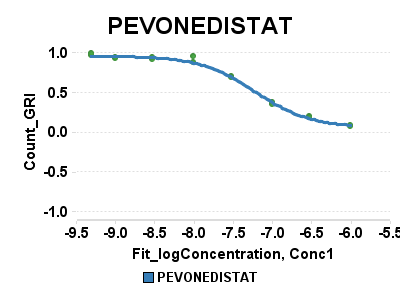 PEVONEDISTAT
Count_GRI
1.0
0.5
0.0
-0.5
-1.0
-9.5 -9.0 -8.5 -8.0 -7.5 -7.0 -6.5 -6.0 -5.5
Fit_logConcentration, Conc1
PEVONEDISTAT